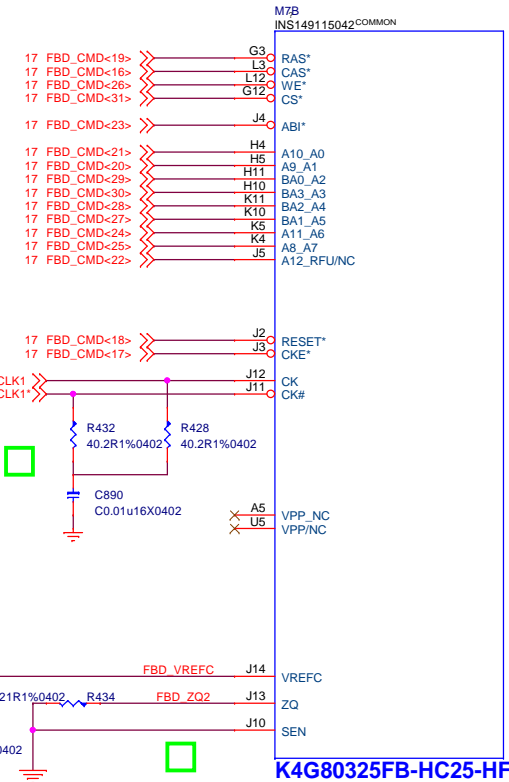 M7B
INS149115042 COMMON
17 FBD_CMD<19> G3 RAS*
17 FBD_CMD<16> L3 CAS*
17 FBD_CMD<26> L12 WE*
17 FBD_CMD<31> G12 CS*
17 FBD_CMD<23> J4 ABI*
17 FBD_CMD<21> H4 A10_A0
17 FBD_CMD<20> H5 A9_A1
17 FBD_CMD<29> H11 BA0_A2
17 FBD_CMD<30> H10 BA3_A3
17 FBD_CMD<28> K11 BA2_A4
17 FBD_CMD<27> K10 BA1_A5
17 FBD_CMD<24> K5 A11_A6
17 FBD_CMD<25> K4 A8_A7
17 FBD_CMD<22> J5 A12_RFU/NC
17 FBD_CMD<18> J2 RESET*
17 FBD_CMD<17> J3 CKE*
CLK1 J12 CK
CLK1* J11 CK#
R432 R428
40.2R1%0402 40.2R1%0402
C890
C0.01u16X0402
A5 VPP_NC
U5 VPP/NC
FBD_VREFC J14 VREFC
21R1%0402 R434 FBD_ZQ2 J13 ZQ
J10 SEN
0402
K4G80325FB-HC25-HF